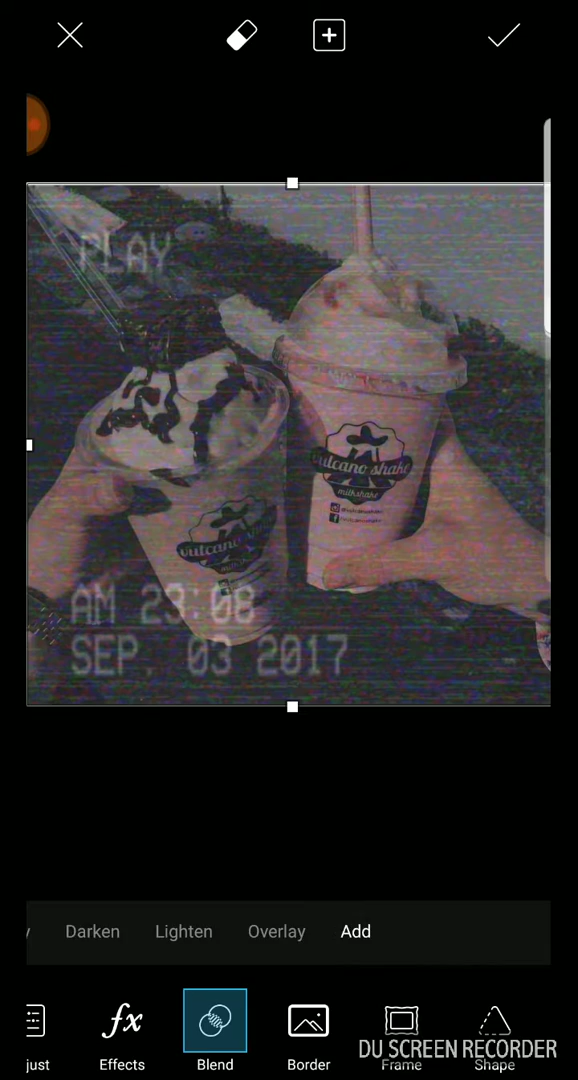 PLAY
vulcano shake
milkshake
vulcano
AM 23:08
SEP. 03 2017
Darken
Lighten
Overlay
Add
just
Effects
Blend
Border
Frame
Shape
DU SCREEN RECORDER